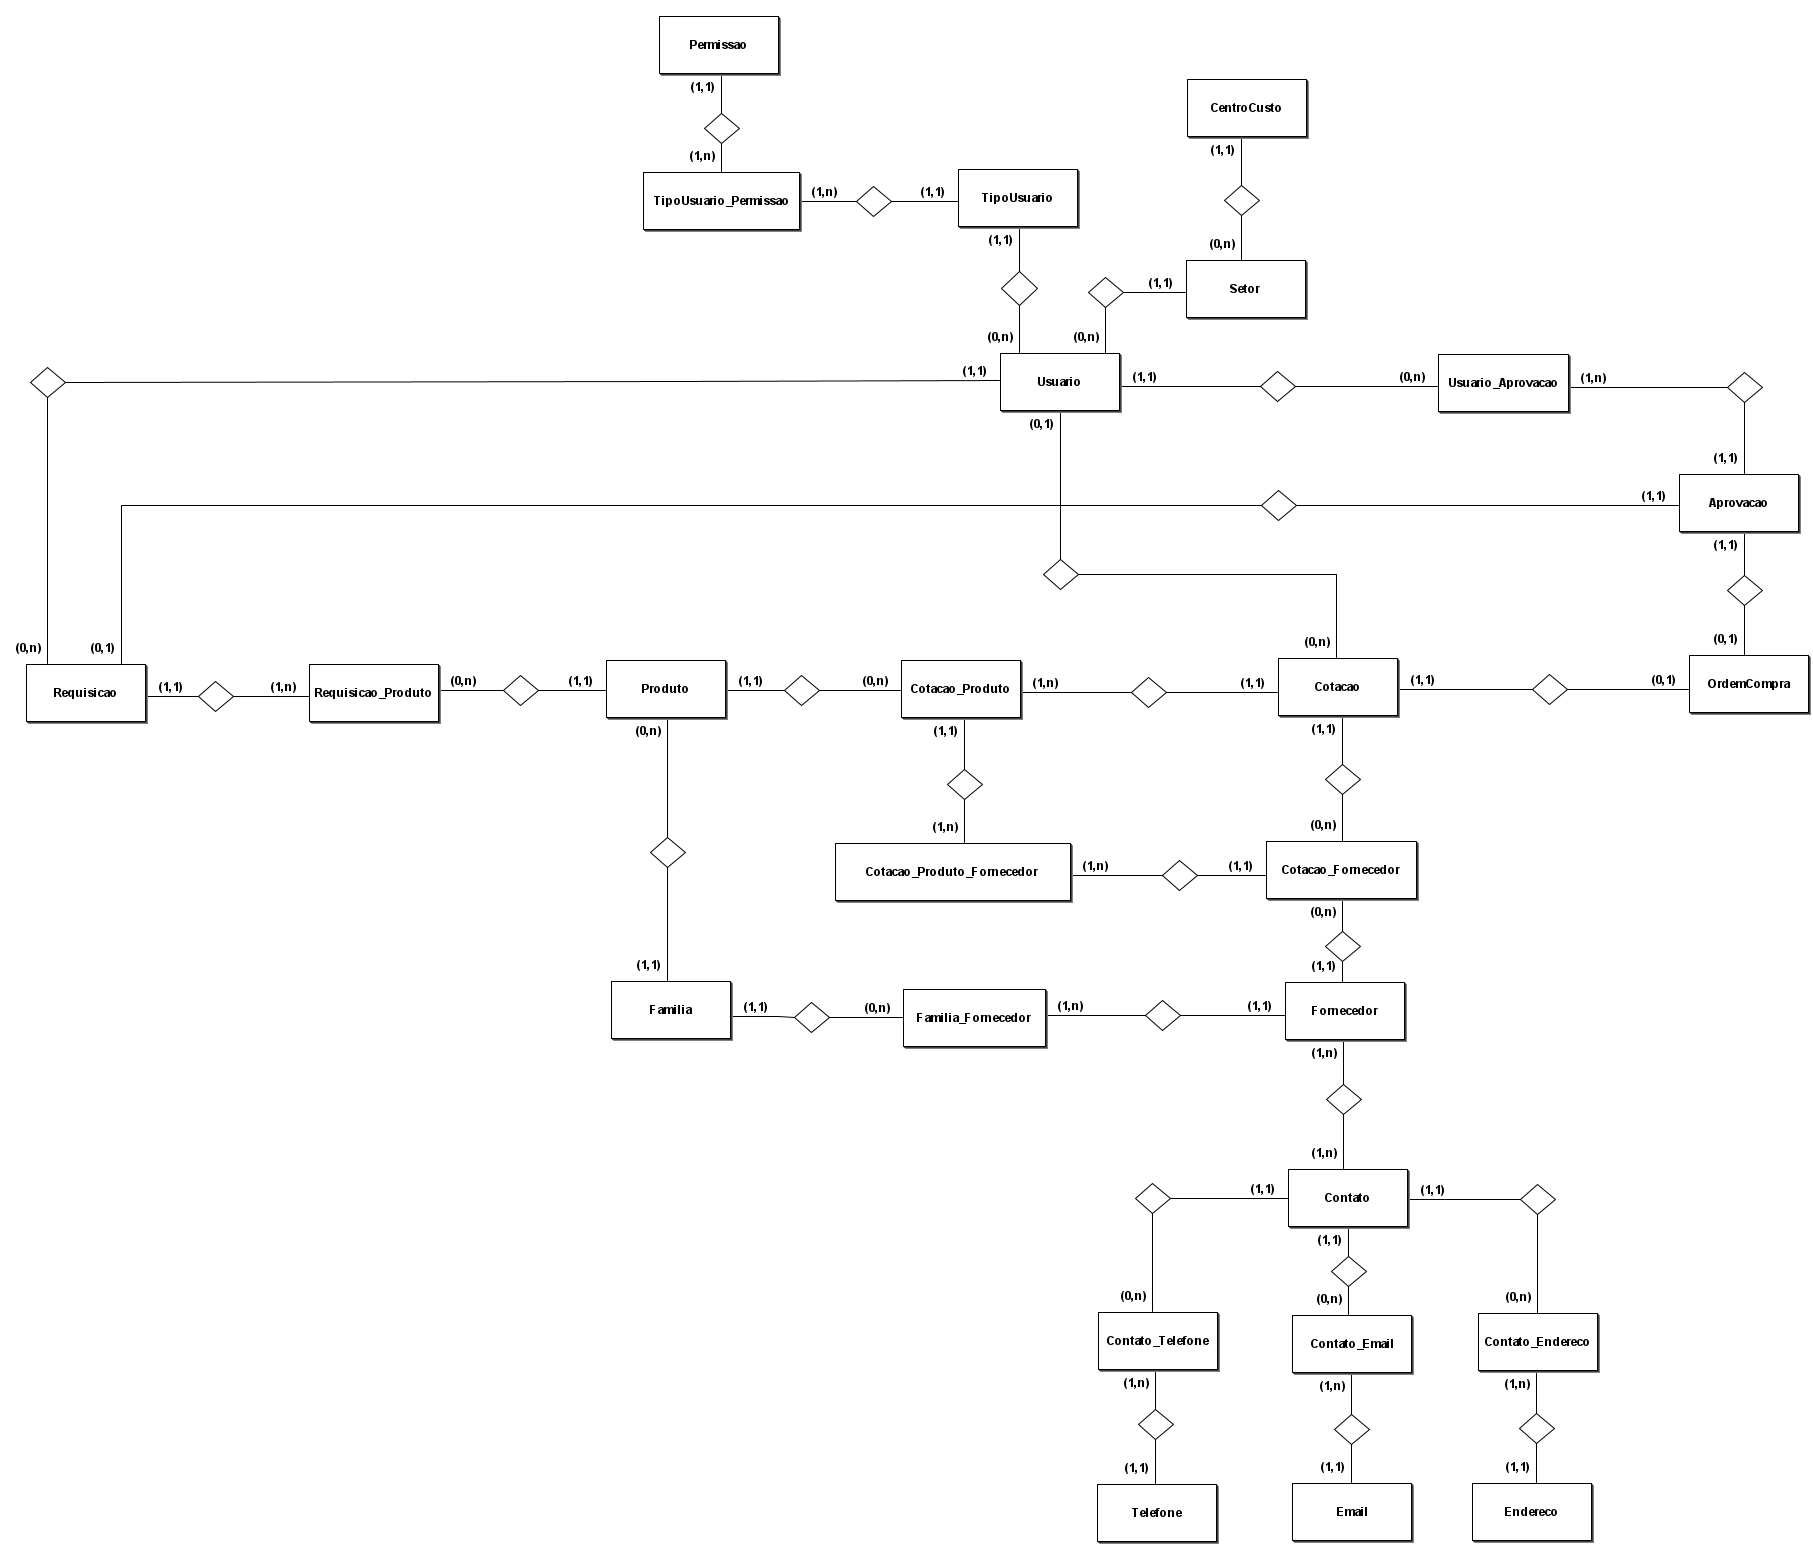 Permissao
(1,1)
CentroCusto
(1,1)
(1,n)
TipoUsuario_Permissao
(1,n)
(1,1)
TipoUsuario
(1,1)
(0,n)
Setor
(1,1)
(0,n)
(0,n)
(1,1)
Usuario
(1,1)
(0,n)
Usuario_Aprovacao
(1,n)
(0,1)
(1,1)
(1,1)
Aprovacao
(1,1)
(0,n)
(0,1)
(0,n)
(0,1)
Requisicao
(1,1)
(1,n)
Requisicao_Produto
(0,n)
(1,1)
Produto
(1,1)
(0,n)
Cotacao_Produto
(1,n)
(1,1)
Cotacao
(1,1)
(0,1)
OrdemCompra
(0,n)
(1,1)
(1,1)
(1,n)
(0,n)
Cotacao_Produto_Fornecedor
(1,n)
(1,1)
Cotacao_Fornecedor
(0,n)
(1,1)
(1,1)
Familia
(1,1)
(0,n)
Familia_Fornecedor
(1,n)
(1,1)
Fornecedor
(1,n)
(1,n)
(1,1)
Contato
(1,1)
(1,1)
(0,n)
(0,n)
(0,n)
Contato_Telefone
Contato_Email
Contato_Endereco
(1,n)
(1,n)
(1,n)
(1,1)
(1,1)
(1,1)
Telefone
Email
Endereco